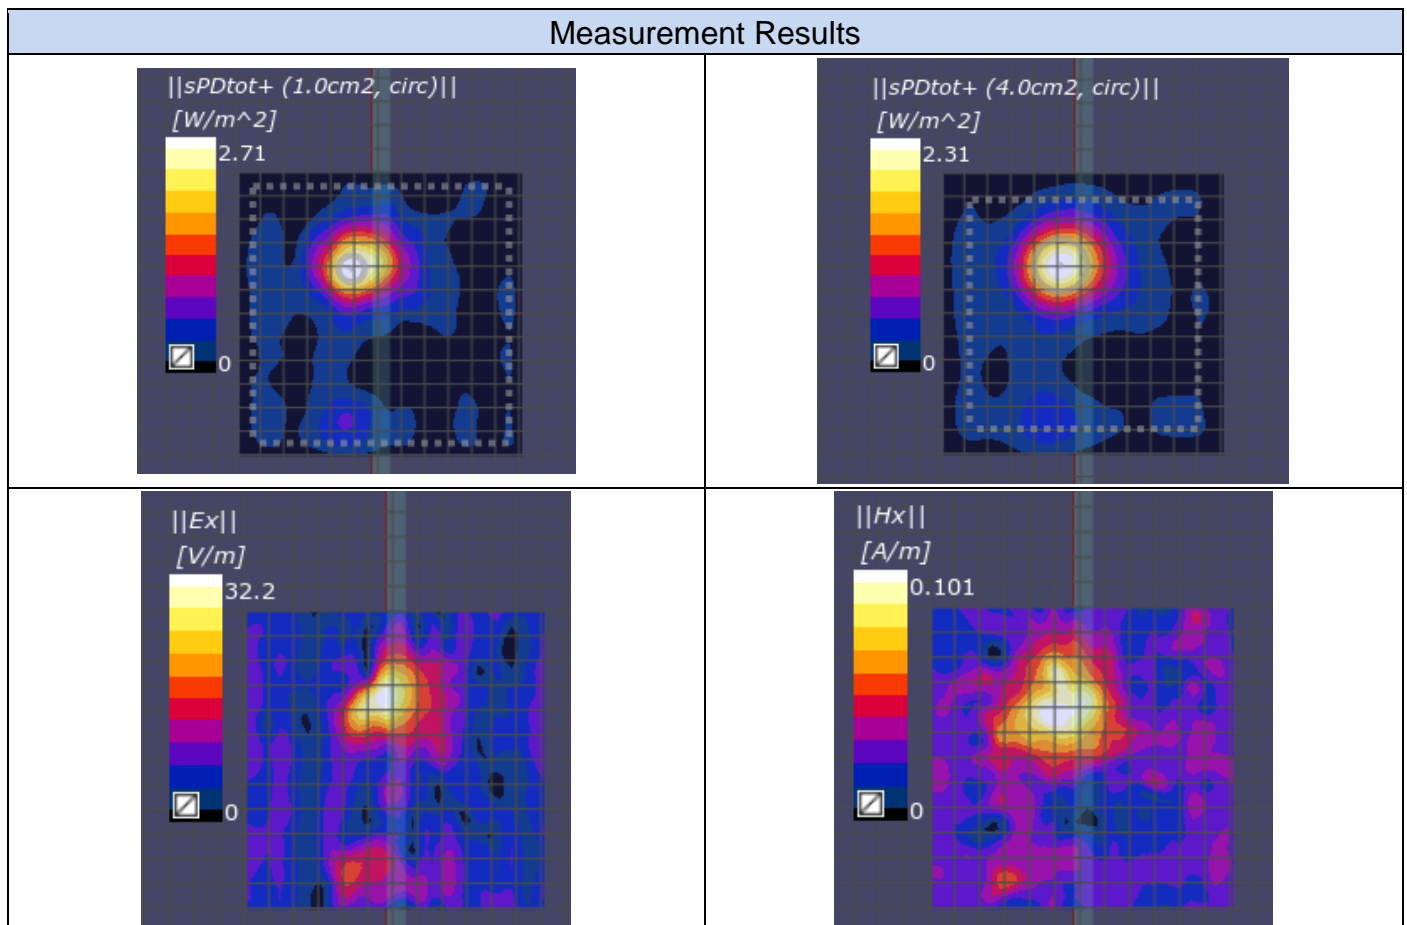 Measurement Results
||sPDtot+ (1.0cm2, circ)||
[W/m^2]
2.71
0
||sPDtot+ (4.0cm2, circ)||
[W/m^2]
2.31
0
||Ex||
[V/m]
32.2
0
||Hx||
[A/m]
0.101
0